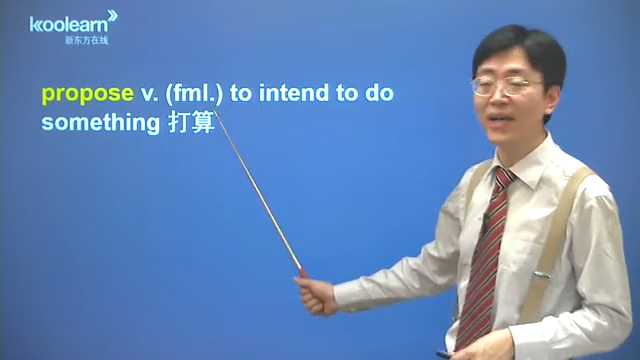 koolearn
新东方在线
propose v. (fml.) to intend to do
something 打算